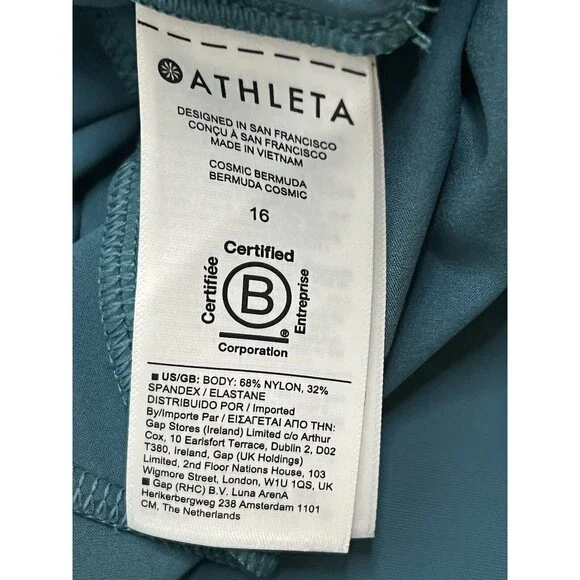 ATHLETA
DESIGNED IN SAN FRANCISCO
CONÇU À SAN FRANCISCO
MADE IN VIETNAM
COSMIC BERMUDA
BERMUDA COSMIC
16
Certified
Certifiée
B
®
Entreprise
Corporation
■ US/GB: BODY: 68% NYLON, 32%
SPANDEX / ELASTANE
DISTRIBUIDO POR / Imported
By/Importe Par / ΕΙΣΑΓΕΤΑΙ ΑΠΟ ΤΗΝ:
Gap Stores (Ireland) Limited c/o Arthur
Cox, 10 Earlsfort Terrace, Dublin 2, D02
T380, Ireland, Gap (UK Holdings)
Limited, 2nd Floor Nations House, 103
Wigmore Street, London, W1U 1QS, UK
■ Gap (RHC) B.V. Luna ArenA
Herikerbergweg 238 Amsterdam 1101
CM, The Netherlands